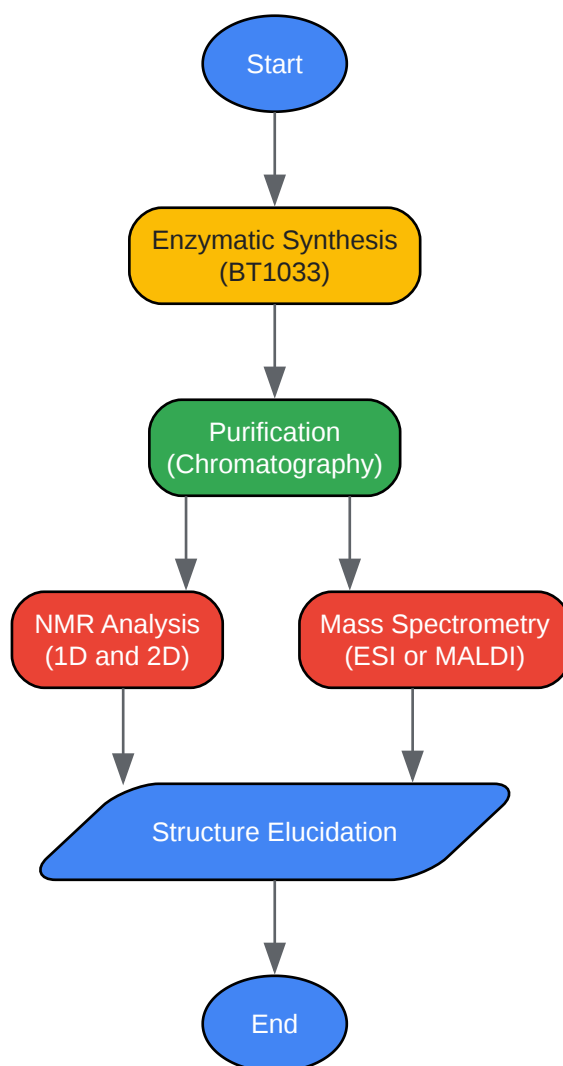 Start
Enzymatic Synthesis
(BT1033)
Purification
(Chromatography)
NMR Analysis
(1D and 2D)
Mass Spectrometry
(ESI or MALDI)
Structure Elucidation
End